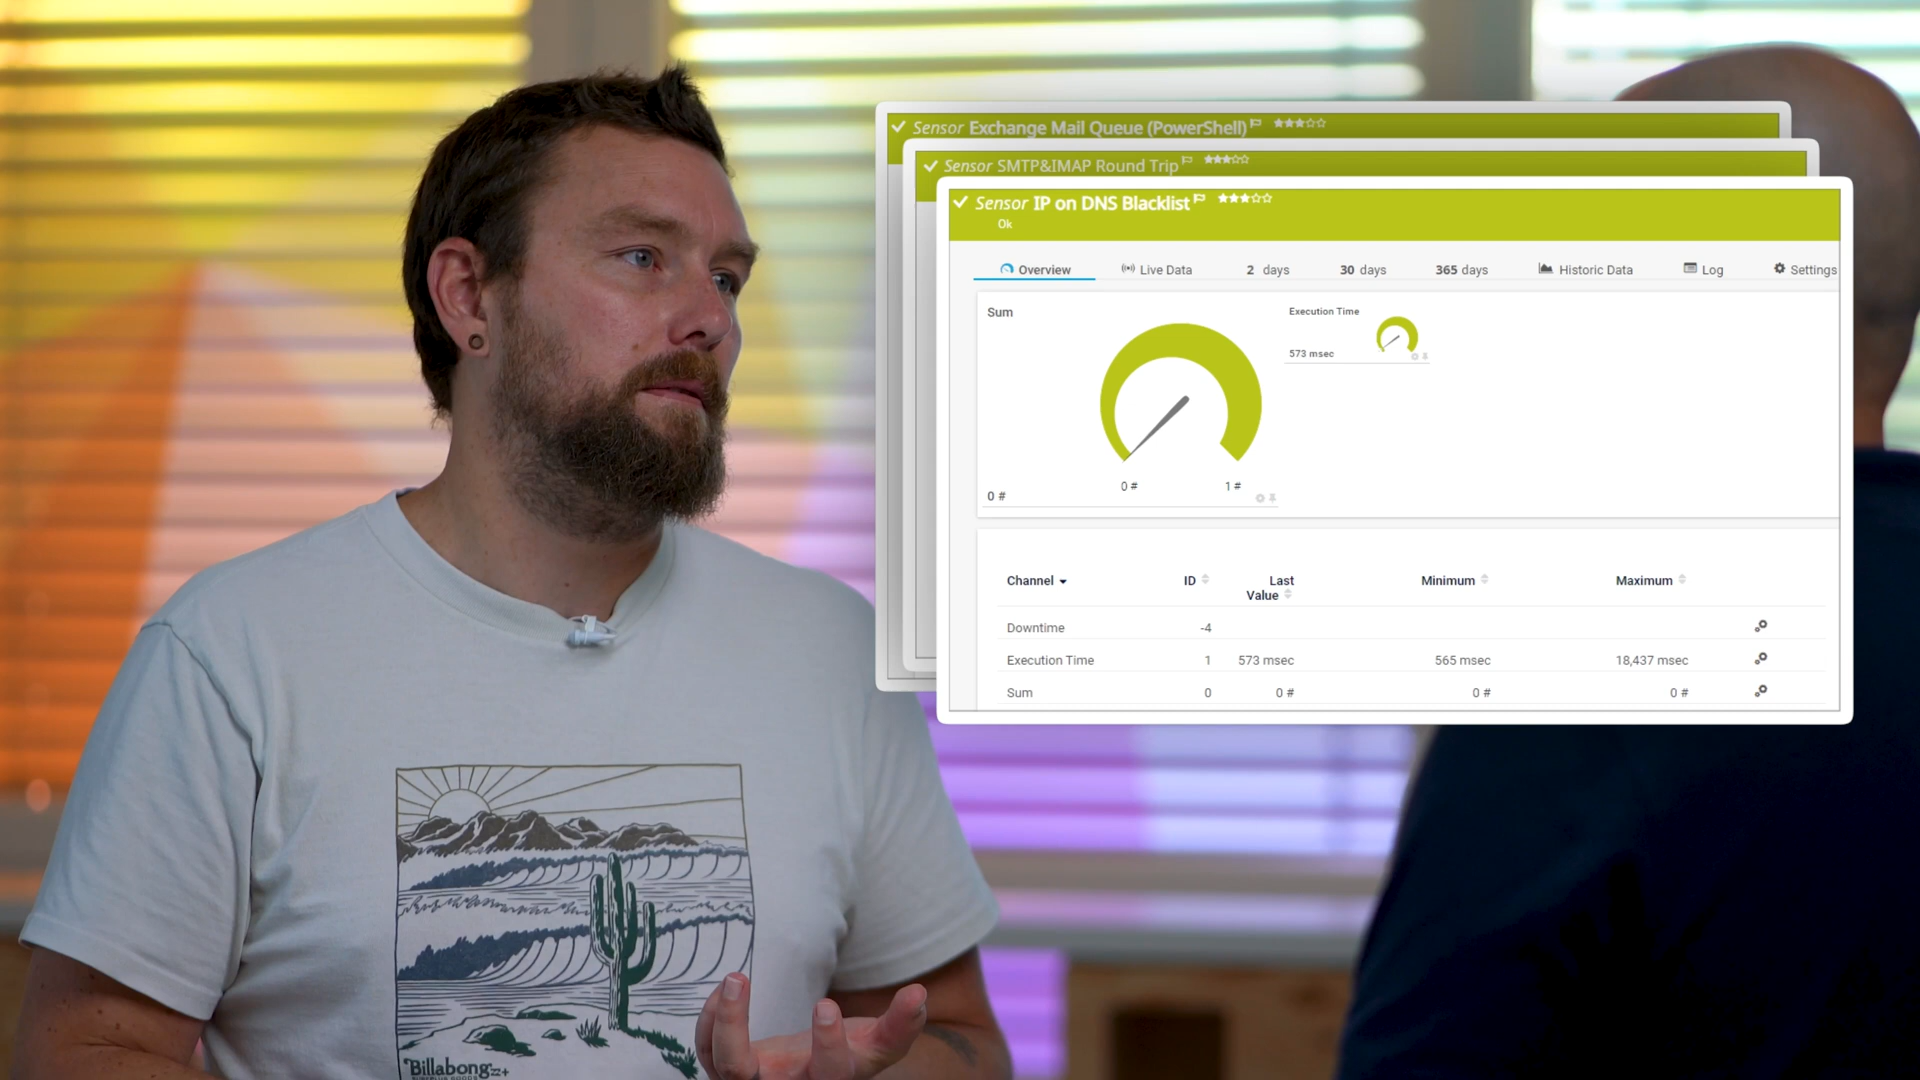 Sensor Exchange Mail Queue (PowerShell)
Sensor SMTP&IMAP Round Trip
Sensor IP on DNS Blacklist
Ok
Overview
Live Data
2 days
30 days
365 days
Historic Data
Log
Settings
Sum
Execution Time
573 msec
0 #
1 #
0 #
Channel ID Last Value Minimum Maximum
Downtime -4
Execution Time 1 573 msec 565 msec 18,437 msec
Sum 0 0 # 0 # 0 #
Billabong